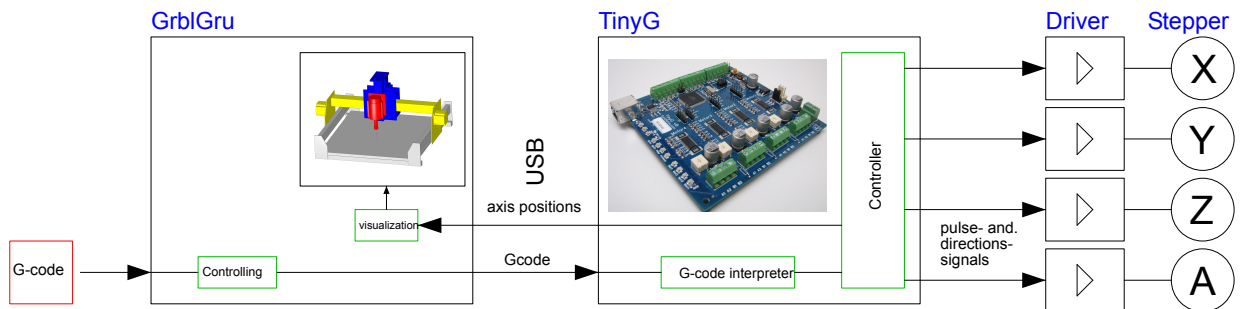 GrblGru
TinyG
Driver
Stepper
X
Y
Z
A
USB
axis positions
visualization
Controller
pulse- and.
directions-
signals
G-code
Controlling
Gcode
G-code interpreter